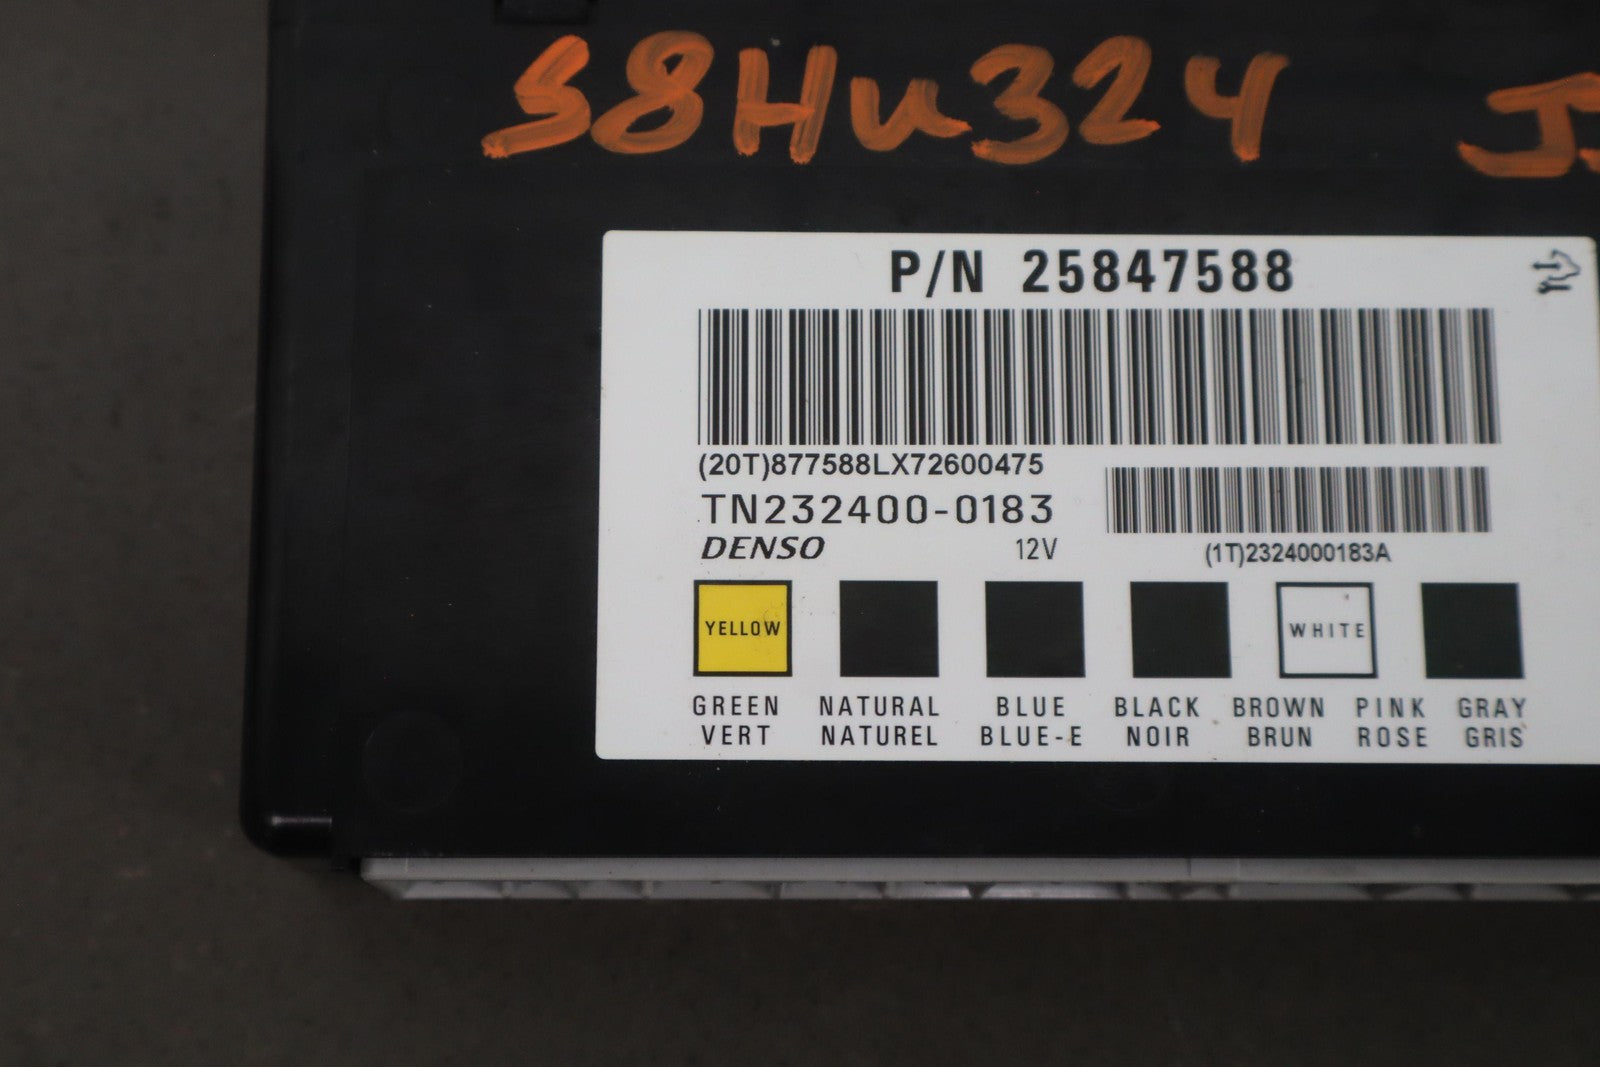 S8Hu324 J
P/N 25847588
(20T)877588LX72600475
TN232400-0183
DENSO 12V
(1T)2324000183A
YELLOW WHITE
GREEN NATURAL BLUE BLACK BROWN PINK GRAY
VERT NATUREL BLUE-E NOIR BRUN ROSE GRIS